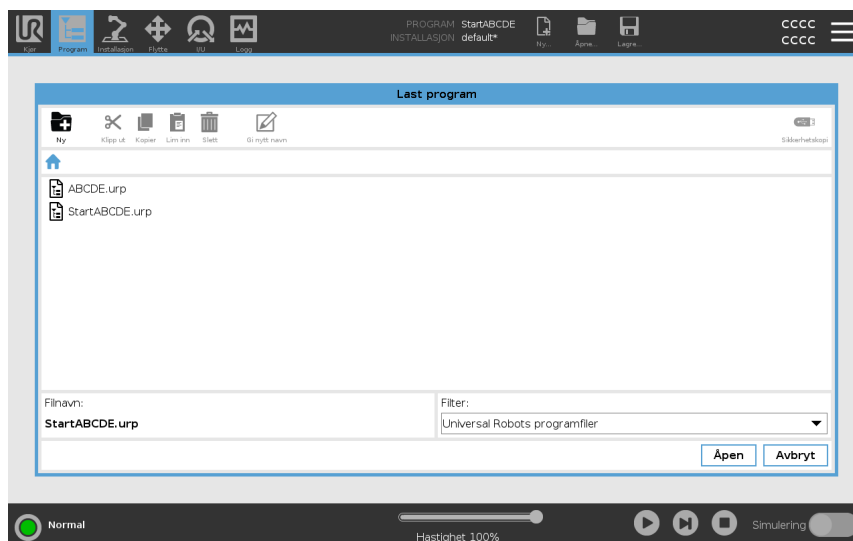 UR
PROGRAM StartABCDE
INSTALLASJON default*
CCCC
CCCC
Kjør Program Installasjon Flytte I/U Logg Ny... Åpne... Lagre...
Last program
Ny Klipp ut Kopier Lim inn Slett Gi nytt navn Sikkerhetskopi
ABCDE.urp
StartABCDE.urp
Filnavn: Filter:
StartABCDE.urp Universal Robots programfiler
Åpen Avbryt
Normal Simulering
Hastighet 100%